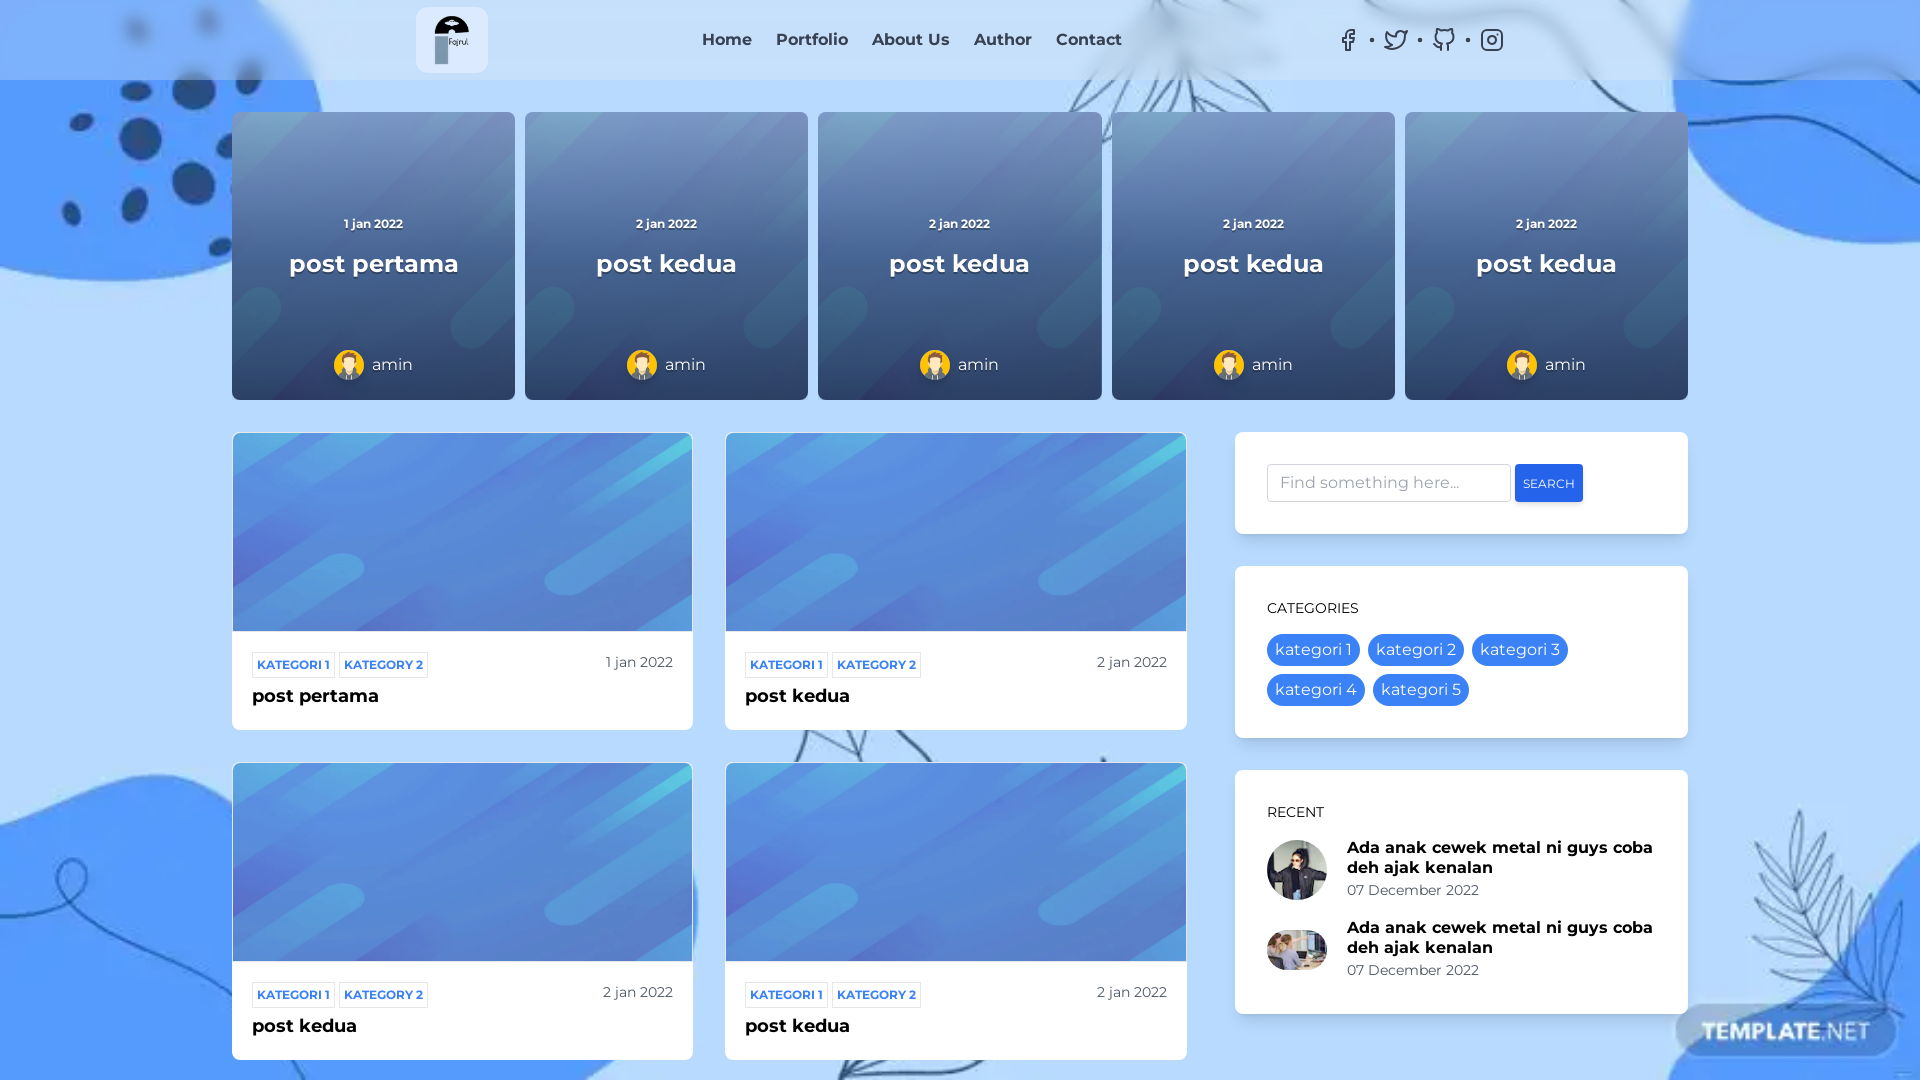 Fajrul
Home
Portfolio
About Us
Author
Contact
1 jan 2022
post pertama
amin
2 jan 2022
post kedua
amin
2 jan 2022
post kedua
amin
2 jan 2022
post kedua
amin
2 jan 2022
post kedua
amin
KATEGORI 1
KATEGORY 2
1 jan 2022
post pertama
KATEGORI 1
KATEGORY 2
2 jan 2022
post kedua
KATEGORI 1
KATEGORY 2
2 jan 2022
post kedua
KATEGORI 1
KATEGORY 2
2 jan 2022
post kedua
Find something here...
SEARCH
CATEGORIES
kategori 1
kategori 2
kategori 3
kategori 4
kategori 5
RECENT
Ada anak cewek metal ni guys coba
deh ajak kenalan
07 December 2022
Ada anak cewek metal ni guys coba
deh ajak kenalan
07 December 2022
TEMPLATE.NET